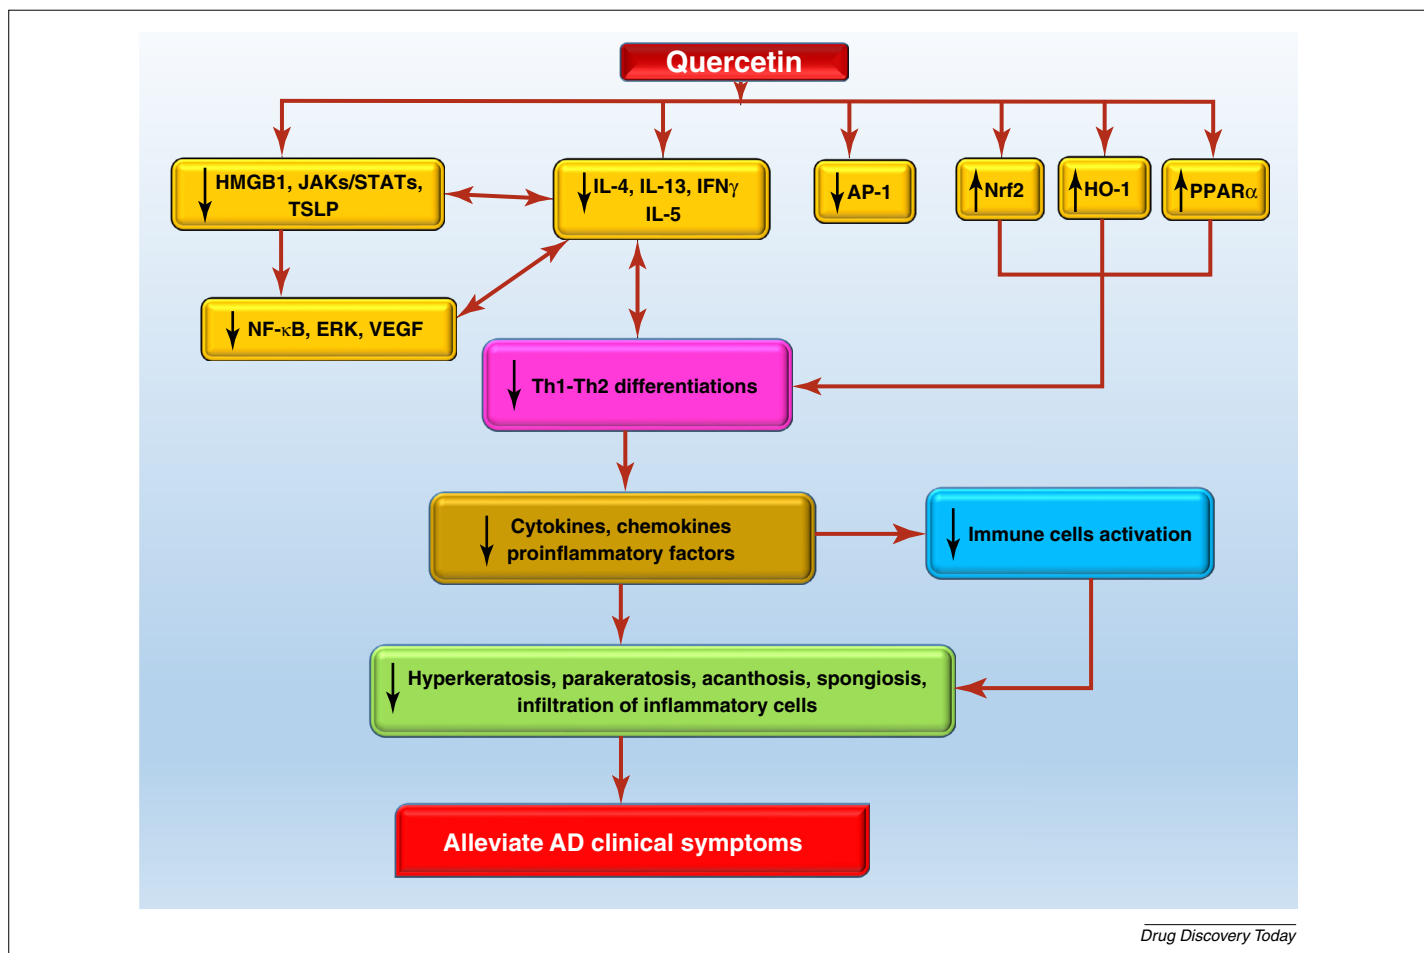 Quercetin
HMGB1, JAKs/STATs,
TSLP
IL-4, IL-13, IFNγ
IL-5
AP-1
Nrf2
HO-1
PPARα
NF-κB, ERK, VEGF
Th1-Th2 differentiations
Cytokines, chemokines
proinflammatory factors
Immune cells activation
Hyperkeratosis, parakeratosis, acanthosis, spongiosis,
infiltration of inflammatory cells
Alleviate AD clinical symptoms
Drug Discovery Today